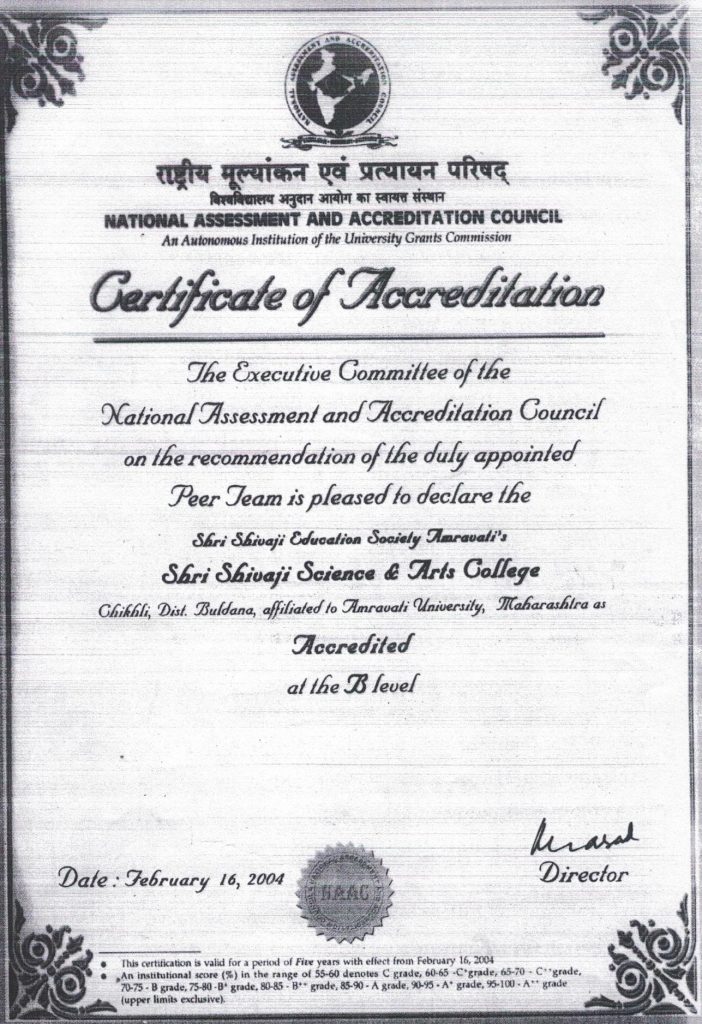 NATIONAL ASSESSMENT AND ACCREDITATION COUNCIL
राष्ट्रीय मूल्यांकन एवं प्रत्यायन परिषद्
विश्वविद्यालय अनुदान आयोग का स्वायत्त संस्थान
NATIONAL ASSESSMENT AND ACCREDITATION COUNCIL
An Autonomous Institution of the University Grants Commission
Certificate of Accreditation
The Executive Committee of the
National Assessment and Accreditation Council
on the recommendation of the duly appointed
Peer Team is pleased to declare the
Shri Shivaji Education Society Amravati's
Shri Shivaji Science & Arts College
Chikhli, Dist. Buldana, affiliated to Amravati University, Maharashtra as
Accredited
at the B level
Date : February 16, 2004
NAAC
Director
• This certification is valid for a period of Five years with effect from February 16, 2004
• An institutional score (%) in the range of 55-60 denotes C grade, 60-65 -C⁺grade, 65-70 - C⁺⁺grade,
70-75 - B grade, 75-80 -B⁺ grade, 80-85 - B⁺⁺ grade, 85-90 - A grade, 90-95 - A⁺ grade, 95-100 - A⁺⁺ grade
(upper limits exclusive).